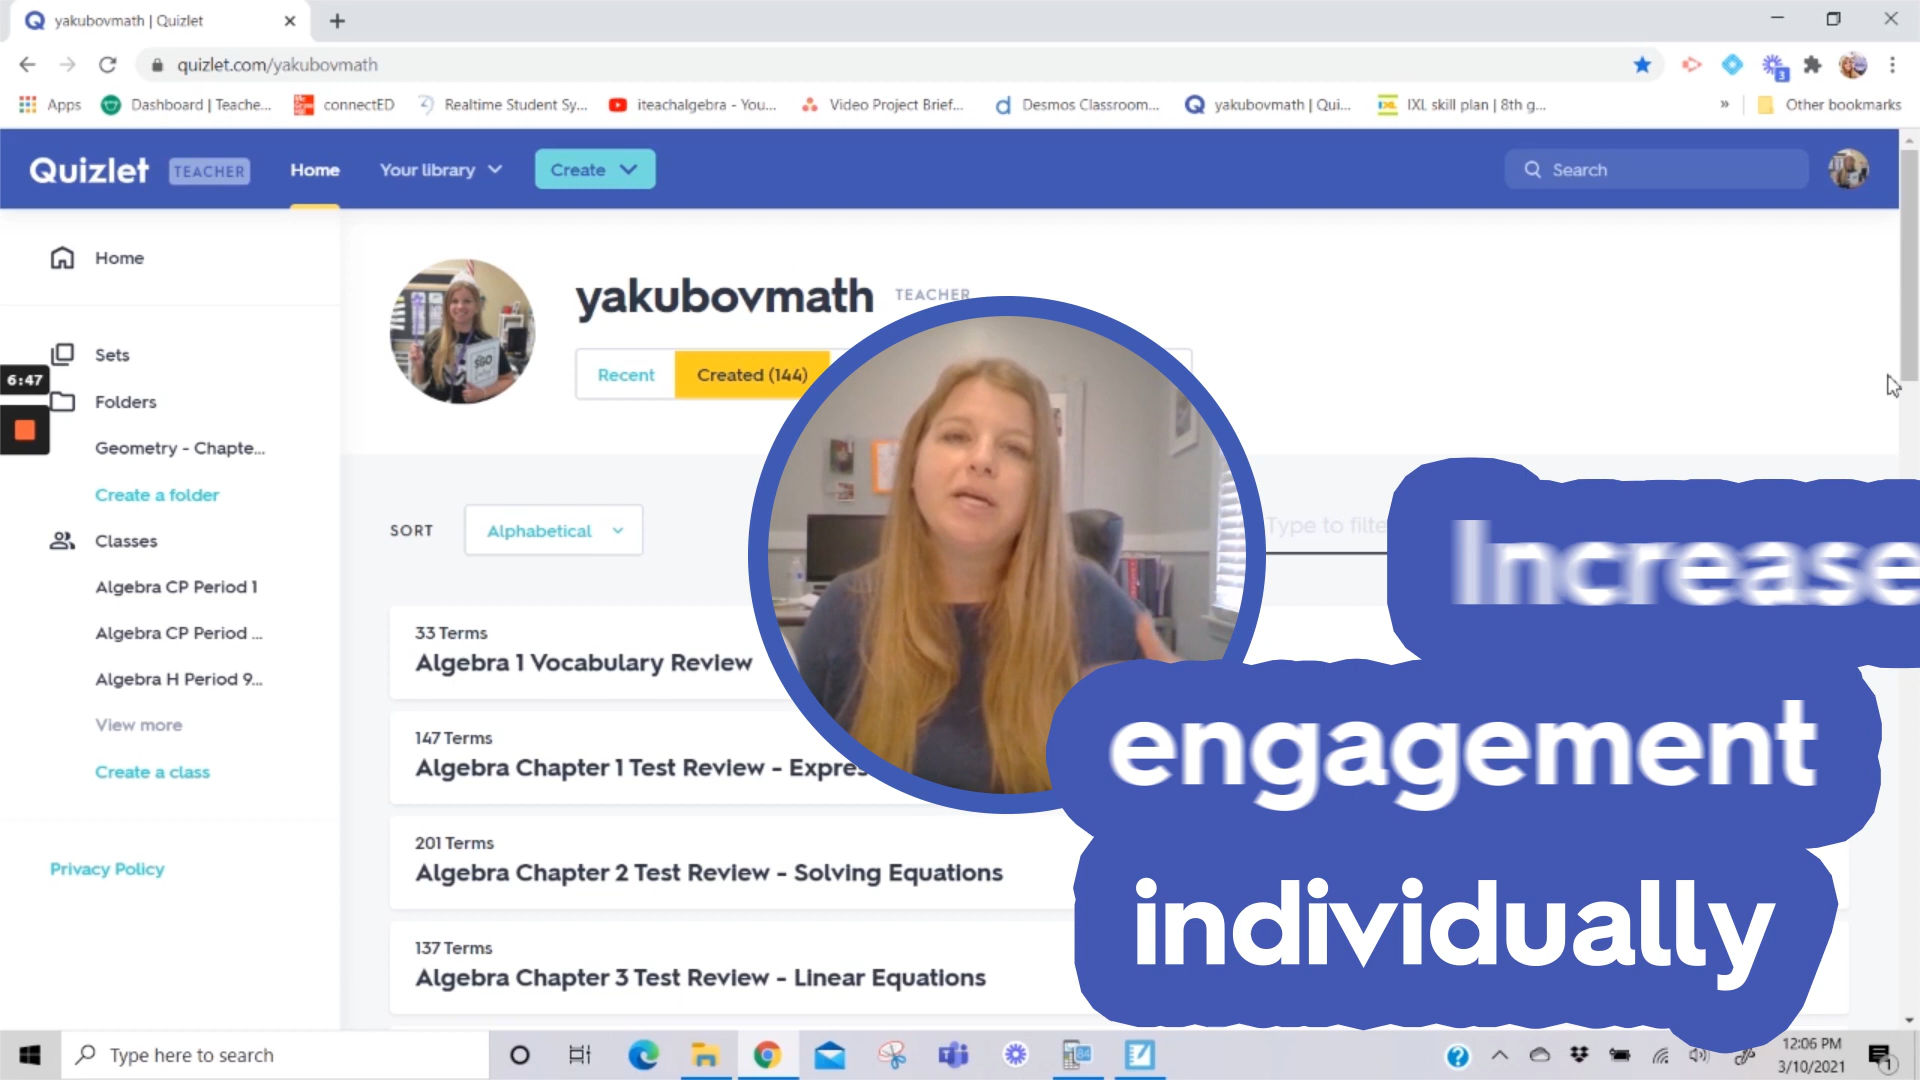 yakubovmath | Quizlet
quizlet.com/yakubovmath
Apps
Dashboard | Teache...
connectED
Realtime Student Sy...
iteachalgebra - You...
Video Project Brief...
Desmos Classroom...
yakubovmath | Qui...
IXL skill plan | 8th g...
Other bookmarks
Quizlet TEACHER
Home
Your library
Create
Search
Home
Sets
6:47
Folders
Geometry - Chapte...
Create a folder
Classes
Algebra CP Period 1
Algebra CP Period ...
Algebra H Period 9...
View more
Create a class
Privacy Policy
yakubovmath TEACHER
Recent
Created (144)
SORT
Alphabetical
Type to filte
33 Terms
Algebra 1 Vocabulary Review
147 Terms
Algebra Chapter 1 Test Review - Expres
201 Terms
Algebra Chapter 2 Test Review - Solving Equations
137 Terms
Algebra Chapter 3 Test Review - Linear Equations
Increase
engagement
individually
Type here to search
12:06 PM
3/10/2021